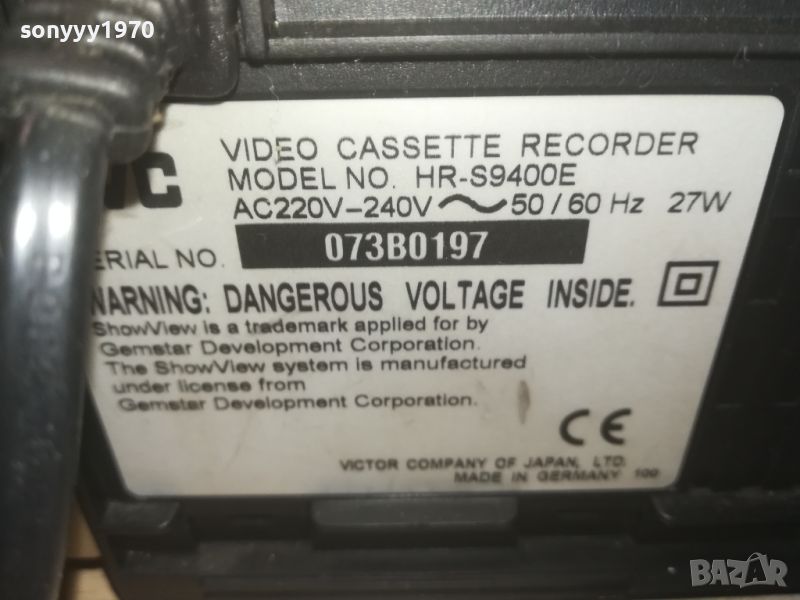 sonyyy1970
VIDEO CASSETTE RECORDER
MODEL NO. HR-S9400E
AC220V-240V 50/60 Hz 27W
ERIAL NO. 073B0197
WARNING: DANGEROUS VOLTAGE INSIDE.
ShowView is a trademark applied for by
Gemstar Development Corporation.
The ShowView system is manufactured
under license from
Gemstar Development Corporation.
CE
VICTOR COMPANY OF JAPAN, LTD.
MADE IN GERMANY 100
BAZAR